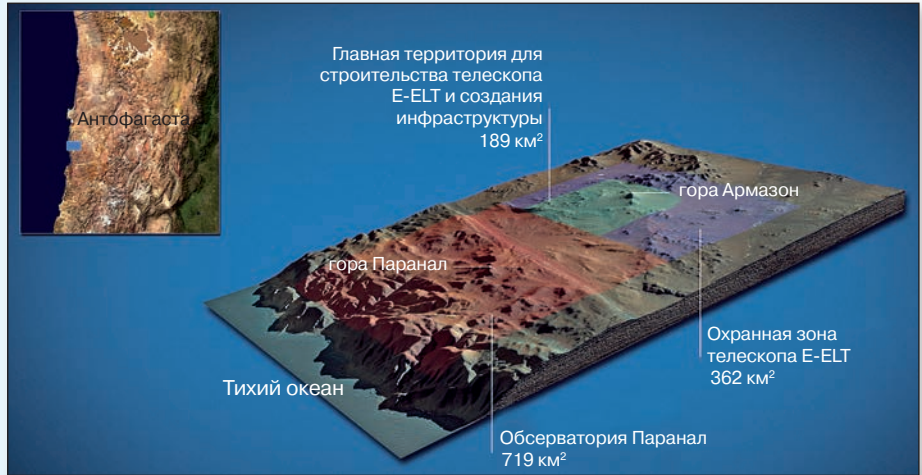 Антофагаста
Главная территория для
строительства телескопа
E-ELT и создания
инфраструктуры
189 км²
гора Армазон
гора Паранал
Охранная зона
телескопа E-ELT
362 км²
Тихий океан
Обсерватория Паранал
719 км²